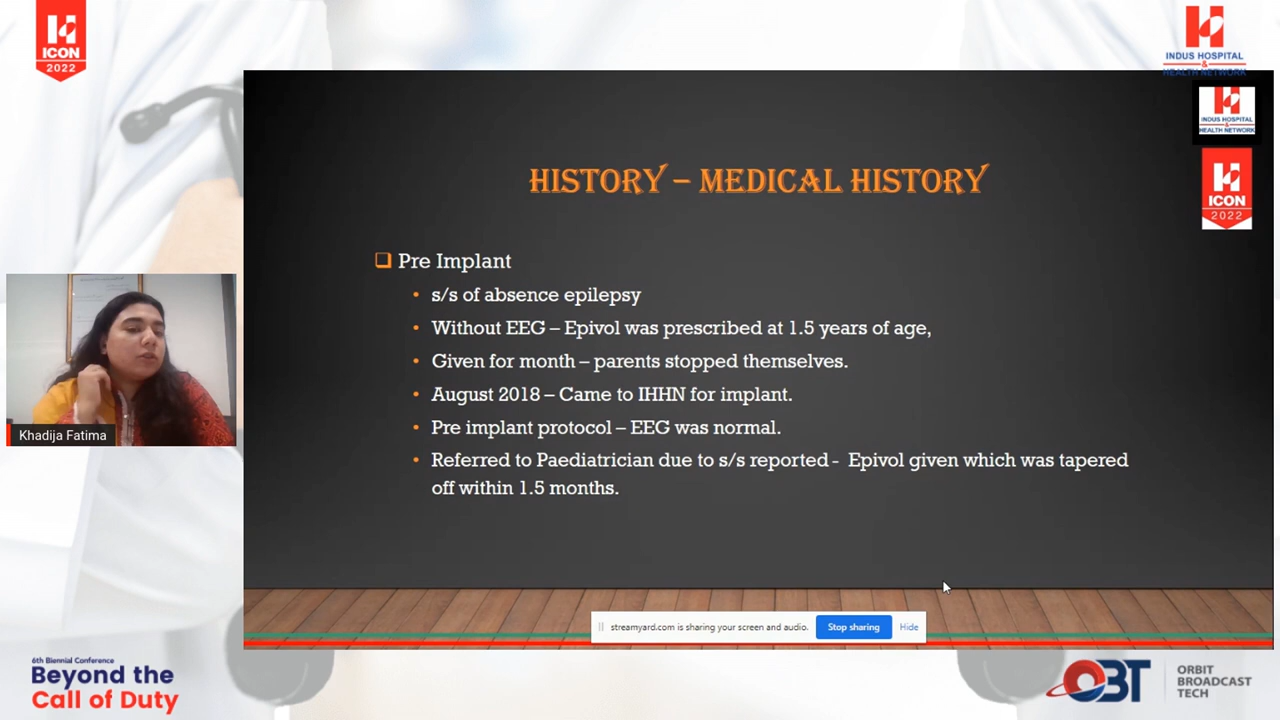 ICON
2022
INDUS HOSPITAL
&
HEALTH NETWORK
INDUS HOSPITAL
&
HEALTH NETWORK
ICON
2022
HISTORY – MEDICAL HISTORY
Pre Implant
s/s of absence epilepsy
Without EEG – Epivol was prescribed at 1.5 years of age,
Given for month – parents stopped themselves.
August 2018 – Came to IHHN for implant.
Pre implant protocol – EEG was normal.
Referred to Paediatrician due to s/s reported - Epivol given which was tapered
off within 1.5 months.
Khadija Fatima
streamyard.com is sharing your screen and audio. Stop sharing Hide
6th Biennial Conference
Beyond the
Call of Duty
OBT
ORBIT
BROADCAST
TECH